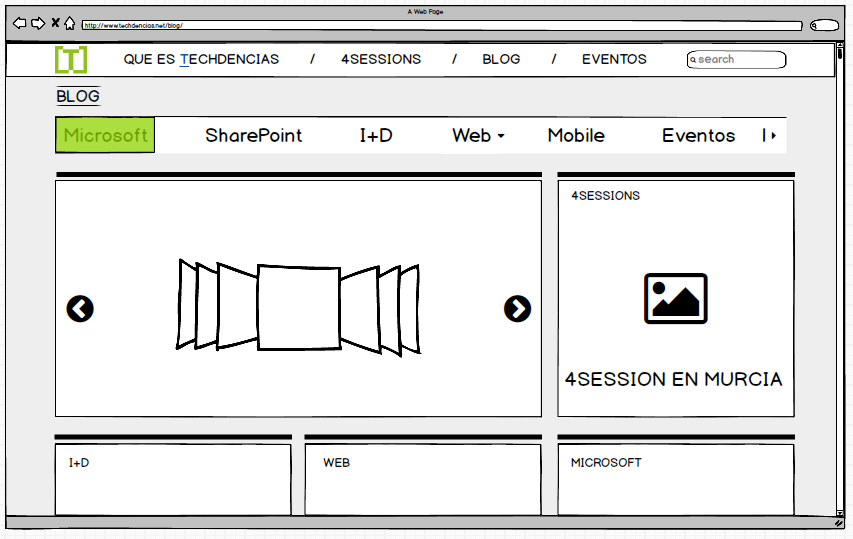 A Web Page
http://www.techdencias.net/blog/
[T] QUE ES TECHDENCIAS / 4SESSIONS / BLOG / EVENTOS search
BLOG
Microsoft SharePoint I+D Web Mobile Eventos I
4SESSIONS
4SESSION EN MURCIA
I+D WEB MICROSOFT